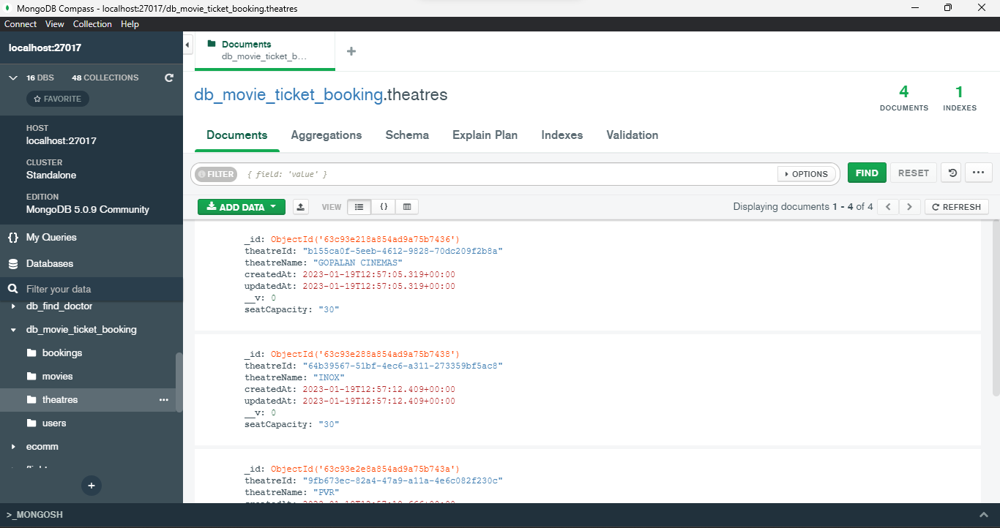 MongoDB Compass - localhost:27017/db_movie_ticket_booking.theatres
Connect View Collection Help
localhost:27017
16 DBS 48 COLLECTIONS
FAVORITE
HOST
localhost:27017
CLUSTER
Standalone
EDITION
MongoDB 5.0.9 Community
{} My Queries
Databases
Filter your data
db_find_doctor
db_movie_ticket_booking
bookings
movies
theatres
users
ecomm
Documents
db_movie_ticket_b...
db_movie_ticket_booking.theatres
4 DOCUMENTS
1 INDEXES
Documents Aggregations Schema Explain Plan Indexes Validation
FILTER { field: 'value' } OPTIONS FIND RESET
ADD DATA VIEW {} Displaying documents 1 - 4 of 4 REFRESH
_id: ObjectId('63c93e218a854ad9a75b7436')
theatreId: "b155ca0f-5eeb-4612-9828-70dc209f2b8a"
theatreName: "GOPALAN CINEMAS"
createdAt: 2023-01-19T12:57:05.319+00:00
updatedAt: 2023-01-19T12:57:05.319+00:00
__v: 0
seatCapacity: "30"
_id: ObjectId('63c93e288a854ad9a75b7438')
theatreId: "64b39567-51bf-4ec6-a311-273359bf5ac8"
theatreName: "INOX"
createdAt: 2023-01-19T12:57:12.409+00:00
updatedAt: 2023-01-19T12:57:12.409+00:00
__v: 0
seatCapacity: "30"
_id: ObjectId('63c93e2e8a854ad9a75b743a')
theatreId: "9fb673ec-82a4-47a9-a11a-4e6c082f230c"
theatreName: "PVR"
>_MONGOSH